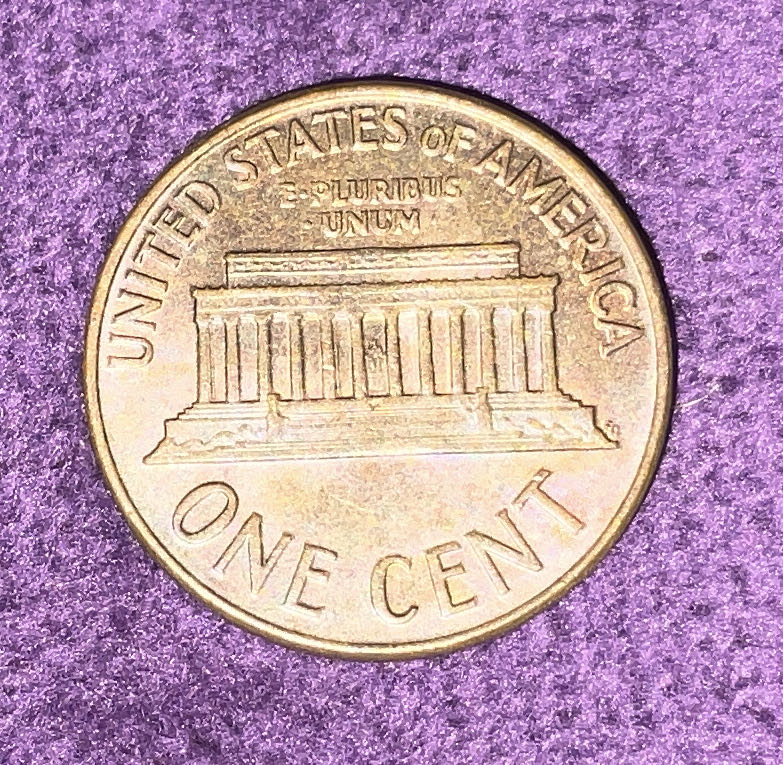 UNITED STATES OF AMERICA
E·PLURIBUS
UNUM
ONE CENT